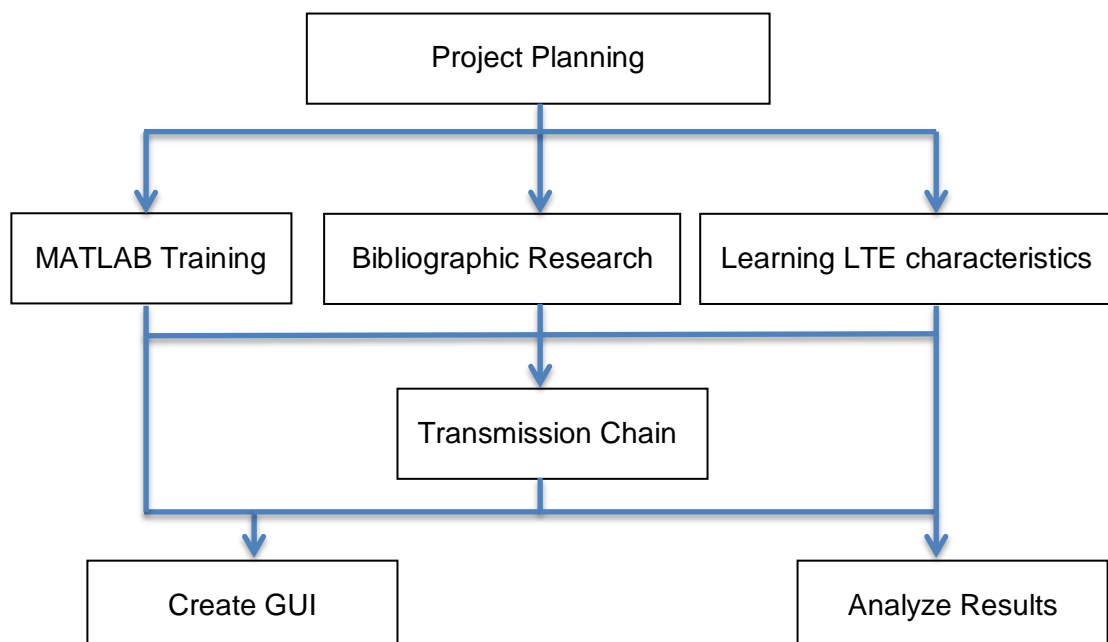 Project Planning
MATLAB Training
Bibliographic Research
Learning LTE characteristics
Transmission Chain
Create GUI
Analyze Results